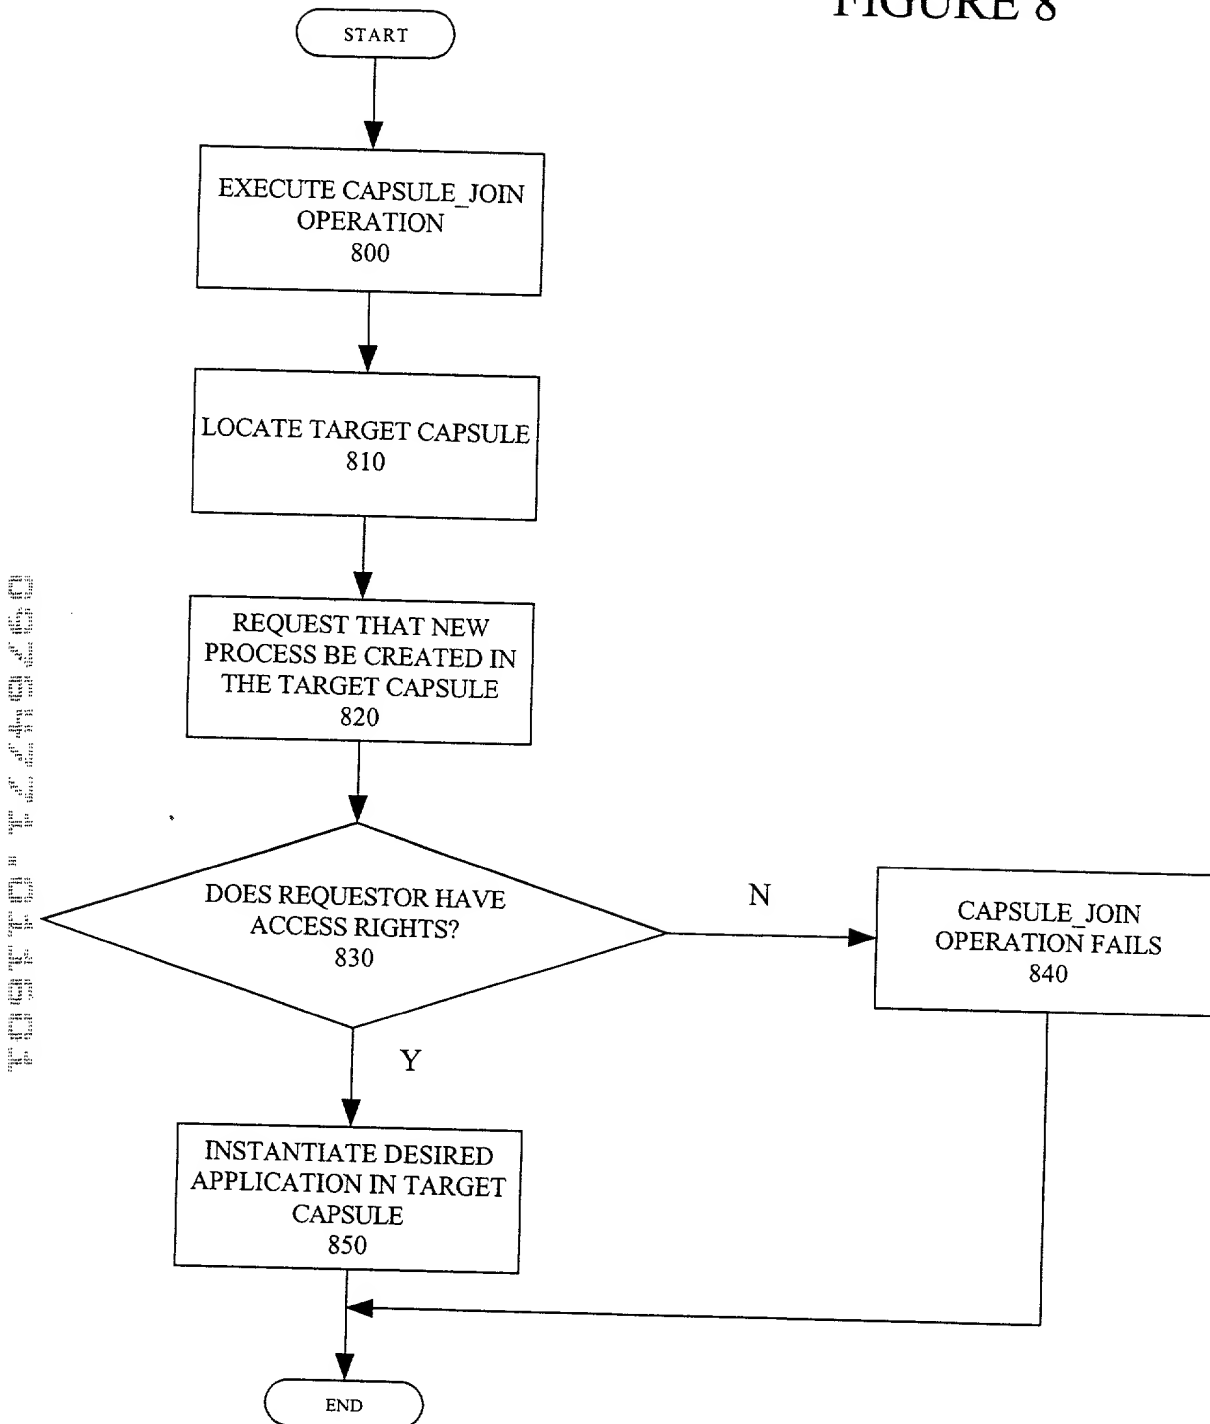 FIGURE 8
START
EXECUTE CAPSULE_JOIN
OPERATION
800
LOCATE TARGET CAPSULE
810
REQUEST THAT NEW
PROCESS BE CREATED IN
THE TARGET CAPSULE
820
DOES REQUESTOR HAVE
ACCESS RIGHTS?
830
N
CAPSULE_JOIN
OPERATION FAILS
840
Y
INSTANTIATE DESIRED
APPLICATION IN TARGET
CAPSULE
850
END